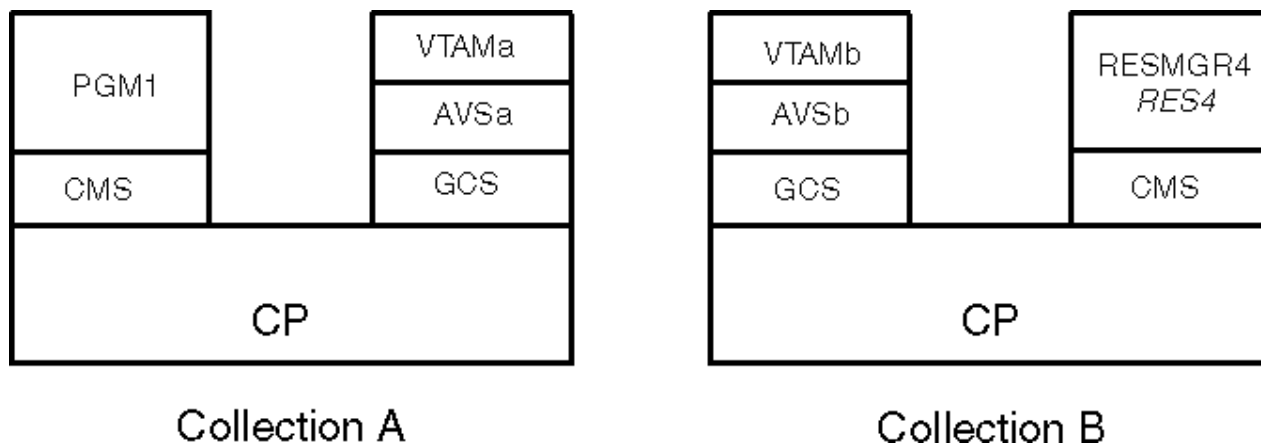 PGM1
CMS
VTAMa
AVSa
GCS
CP
Collection A
VTAMb
AVSb
GCS
RESMGR4
RES4
CMS
CP
Collection B